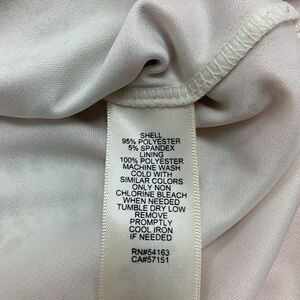 SHELL
95% POLYESTER
5% SPANDEX
LINING
100% POLYESTER
MACHINE WASH
COLD WITH
SIMILAR COLORS
ONLY NON
CHLORINE BLEACH
WHEN NEEDED
TUMBLE DRY LOW
REMOVE
PROMPTLY
COOL IRON
IF NEEDED
RN#54163
CA#57151